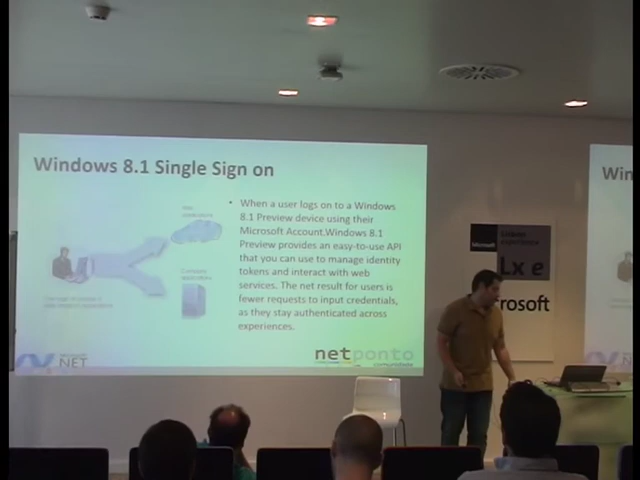 Windows 8.1 Single Sign on
• When a user logs on to a Windows
8.1 Preview device using their
Microsoft Account,Windows 8.1
Preview provides an easy-to-use API
that you can use to manage identity
tokens and interact with web
services. The net result for users is
fewer requests to input credentials,
as they stay authenticated across
experiences.
.NET
netponto
comunidade
Microsoft
Lx e
rosoft
Win